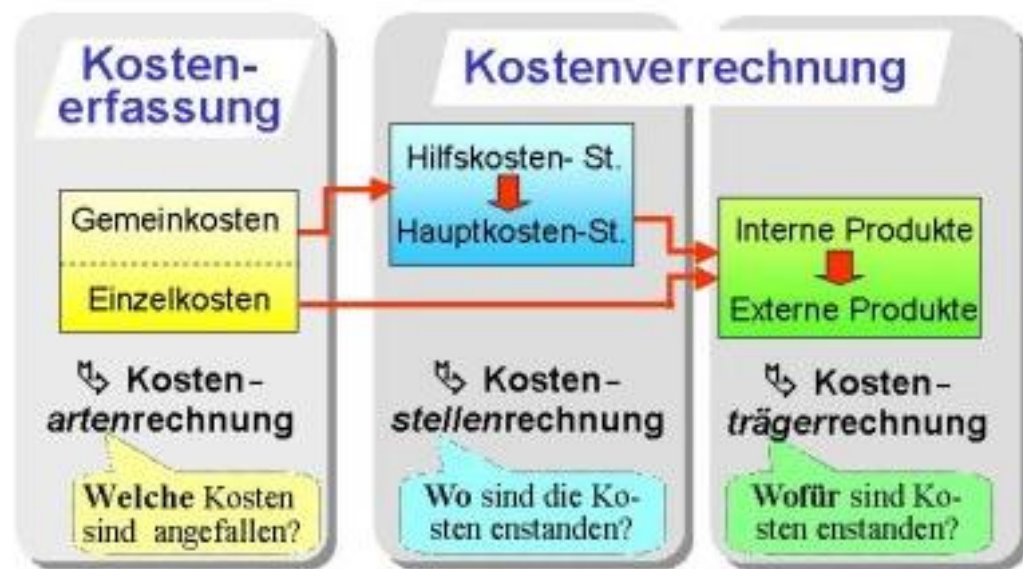 Kosten-
erfassung
Kostenverrechnung
Gemeinkosten
Einzelkosten
Hilfskosten- St.
Hauptkosten-St.
Interne Produkte
Externe Produkte
Kosten-
artenrechnung
Kosten-
stellenrechnung
Kosten-
trägerrechnung
Welche Kosten
sind angefallen?
Wo sind die Ko-
sten enstanden?
Wofür sind Ko-
sten enstanden?